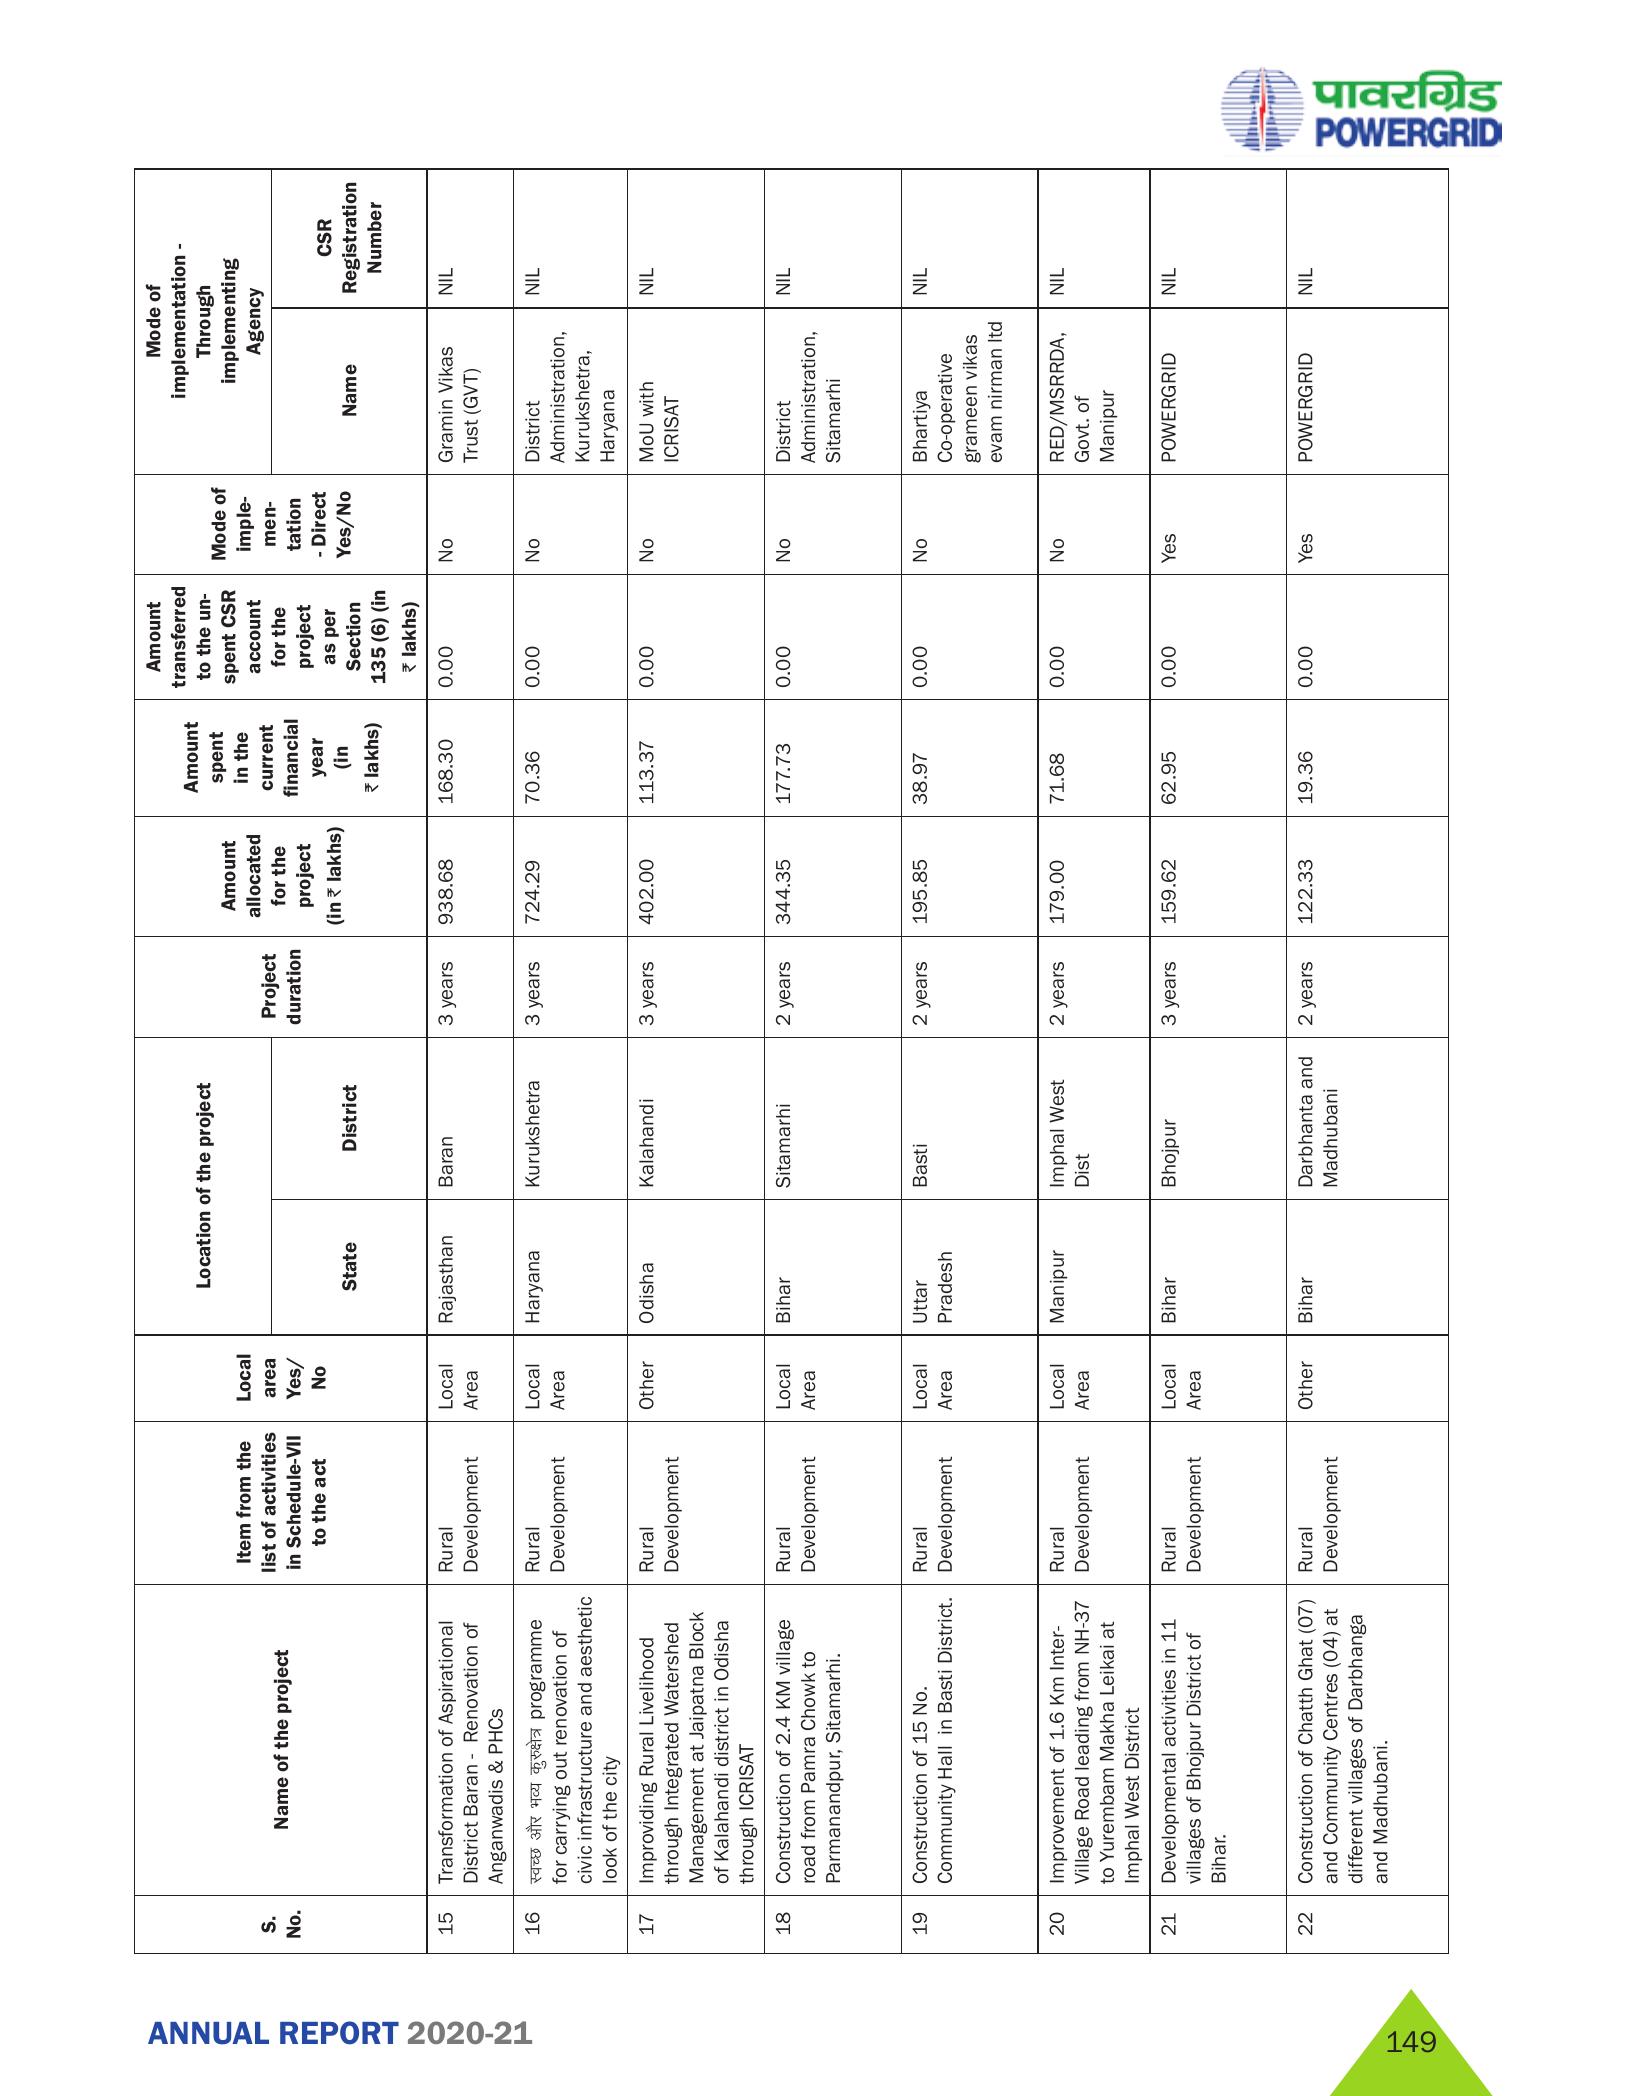 पावरग्रिड
POWERGRID
S.
No.
Name of the project
Item from the
list of activities
in Schedule-VII
to the act
Local
area
Yes/
No
Location of the project
State
District
Project
duration
Amount
allocated
for the
project
(in ₹ lakhs)
Amount
spent
in the
current
financial
year
(in
₹ lakhs)
Amount
transferred
to the un-
spent CSR
account
for the
project
as per
Section
135 (6) (in
₹ lakhs)
Mode of
imple-
men-
tation
- Direct
Yes/No
Mode of
implementation -
Through
implementing
Agency
Name
CSR
Registration
Number
15
Transformation of Aspirational
District Baran - Renovation of
Anganwadis & PHCs
Rural
Development
Local
Area
Rajasthan
Baran
3 years
938.68
168.30
0.00
No
Gramin Vikas
Trust (GVT)
NIL
16
स्वच्छ और भव्य कुरुक्षेत्र programme
for carrying out renovation of
civic infrastructure and aesthetic
look of the city
Rural
Development
Local
Area
Haryana
Kurukshetra
3 years
724.29
70.36
0.00
No
District
Administration,
Kurukshetra,
Haryana
NIL
17
Improviding Rural Livelihood
through Integrated Watershed
Management at Jaipatna Block
of Kalahandi district in Odisha
through ICRISAT
Rural
Development
Other
Odisha
Kalahandi
3 years
402.00
113.37
0.00
No
MoU with
ICRISAT
NIL
18
Construction of 2.4 KM village
road from Pamra Chowk to
Parmanandpur, Sitamarhi.
Rural
Development
Local
Area
Bihar
Sitamarhi
2 years
344.35
177.73
0.00
No
District
Administration,
Sitamarhi
NIL
19
Construction of 15 No.
Community Hall in Basti District.
Rural
Development
Local
Area
Uttar
Pradesh
Basti
2 years
195.85
38.97
0.00
No
Bhartiya
Co-operative
grameen vikas
evam nirman ltd
NIL
20
Improvement of 1.6 Km Inter-
Village Road leading from NH-37
to Yurembam Makha Leikai at
Imphal West District
Rural
Development
Local
Area
Manipur
Imphal West
Dist
2 years
179.00
71.68
0.00
No
RED/MSRRDA,
Govt. of
Manipur
NIL
21
Developmental activities in 11
villages of Bhojpur District of
Bihar.
Rural
Development
Local
Area
Bihar
Bhojpur
3 years
159.62
62.95
0.00
Yes
POWERGRID
NIL
22
Construction of Chatth Ghat (07)
and Community Centres (04) at
different villages of Darbhanga
and Madhubani.
Rural
Development
Other
Bihar
Darbhanta and
Madhubani
2 years
122.33
19.36
0.00
Yes
POWERGRID
NIL
ANNUAL REPORT 2020-21
149